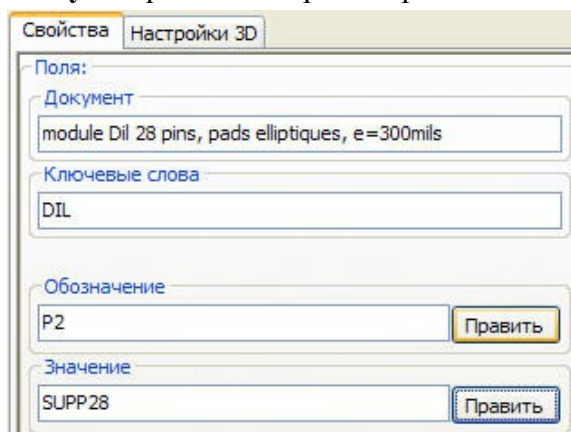 Свойства Настройки 3D
Поля:
Документ
module Dil 28 pins, pads elliptiques, e=300mils
Ключевые слова
DIL
Обозначение
P2 Править
Значение
SUPP28 Править